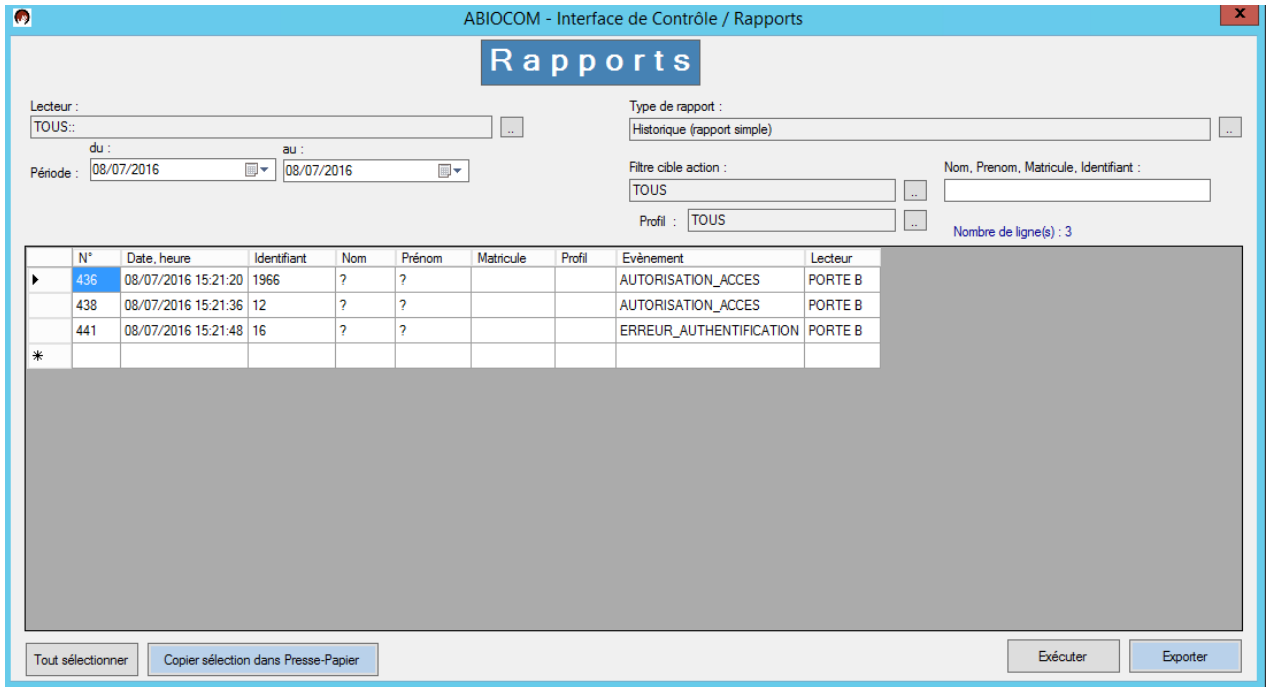 ABIOCOM - Interface de Contrôle / Rapports
x
Rapports
Lecteur :
TOUS::
..
Type de rapport :
Historique (rapport simple)
..
du :
au :
Période :
08/07/2016
08/07/2016
Filtre cible action :
TOUS
..
Nom, Prenom, Matricule, Identifiant :
Profil :
TOUS
..
Nombre de ligne(s) : 3
N° Date, heure Identifiant Nom Prénom Matricule Profil Evènement Lecteur
436 08/07/2016 15:21:20 1966 ? ? AUTORISATION_ACCES PORTE B
438 08/07/2016 15:21:36 12 ? ? AUTORISATION_ACCES PORTE B
441 08/07/2016 15:21:48 16 ? ? ERREUR_AUTHENTIFICATION PORTE B
Tout sélectionner
Copier sélection dans Presse-Papier
Exécuter
Exporter